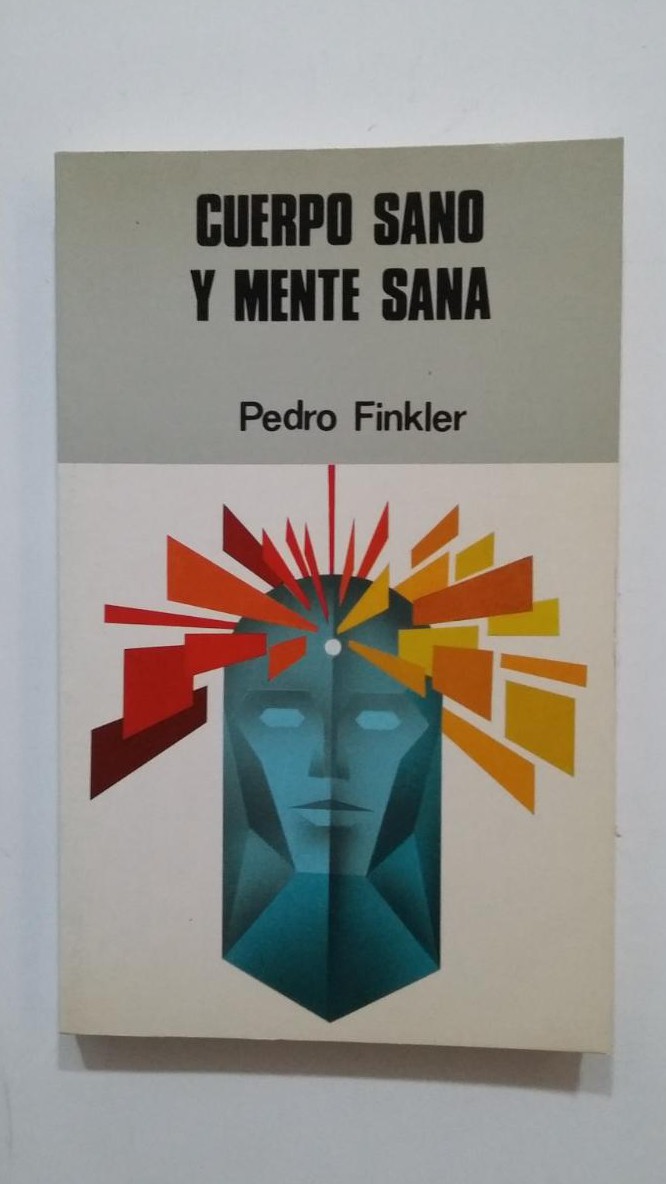 CUERPO SANO
Y MENTE SANA
Pedro Finkler